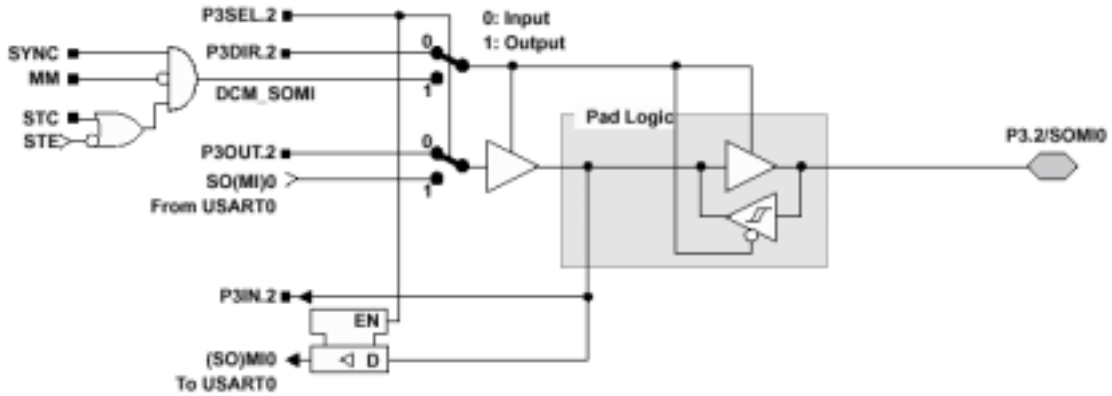 P3SEL.2
0: Input
1: Output
SYNC
P3DIR.2
0
MM
1
DCM_SOMI
STC
STE
Pad Logic
P3.2/SOMI0
P3OUT.2
0
SO(MI)0
1
From USART0
P3IN.2
EN
(SO)MI0
D
To USART0